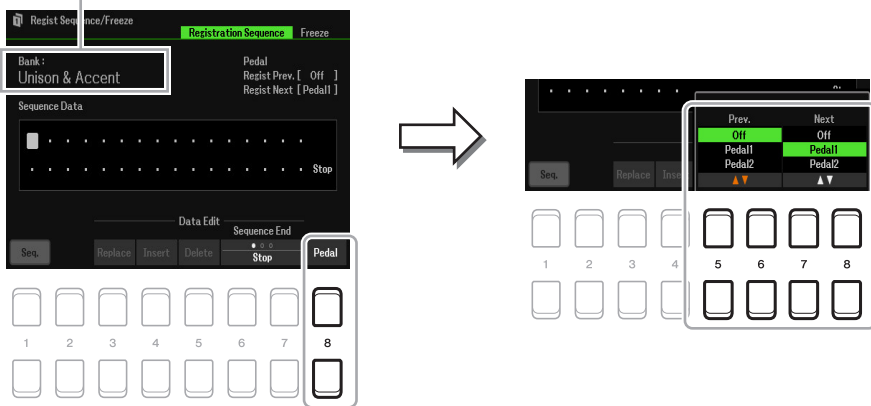 Regist Sequence/Freeze
Registration Sequence Freeze
Bank :
Unison & Accent
Pedal
Regist Prev. [ Off ]
Regist Next [ Pedal1 ]
Sequence Data
Stop
Data Edit
Sequence End
Seq. Replace Insert Delete Stop Pedal
1 2 3 4 5 6 7 8
Prev. Next
Off Off
Pedal1 Pedal1
Pedal2 Pedal2
Seq. Replace
1 2 3 4 5 6 7 8